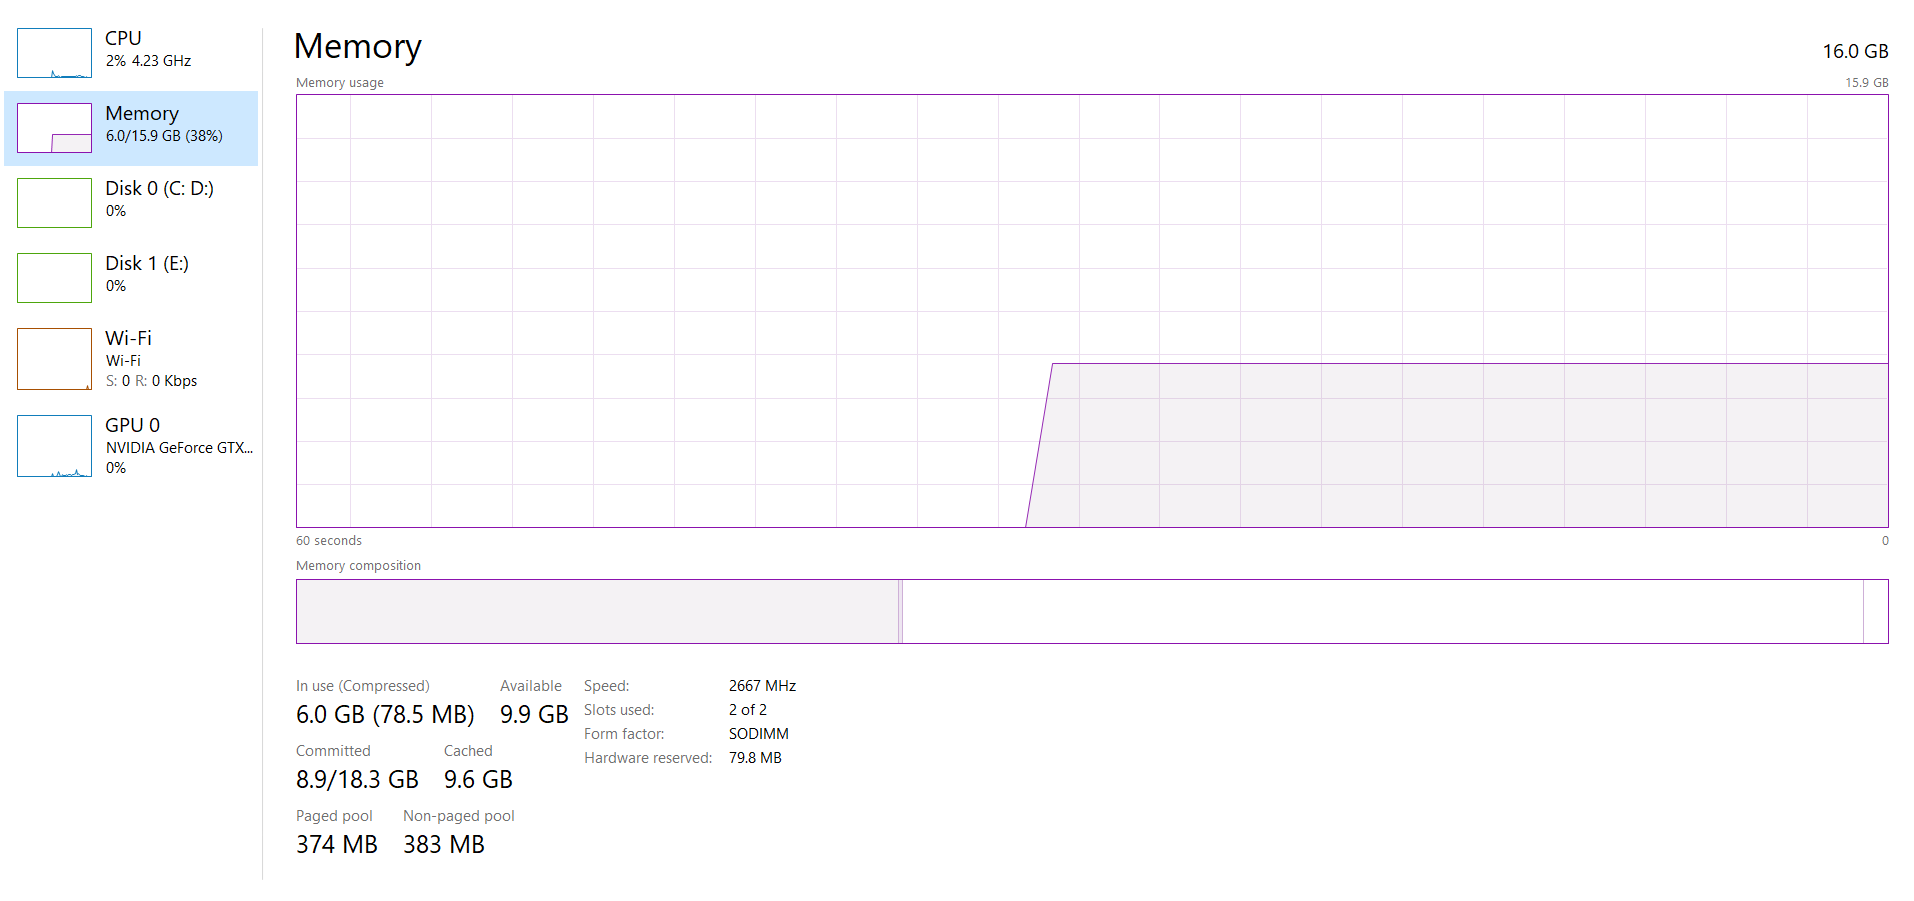 CPU
2% 4.23 GHz
Memory
6.0/15.9 GB (38%)
Disk 0 (C: D:)
0%
Disk 1 (E:)
0%
Wi-Fi
Wi-Fi
S: 0 R: 0 Kbps
GPU 0
NVIDIA GeForce GTX...
0%
Memory
16.0 GB
Memory usage
15.9 GB
60 seconds
0
Memory composition
In use (Compressed)
6.0 GB (78.5 MB)
Available
9.9 GB
Committed
8.9/18.3 GB
Cached
9.6 GB
Paged pool
374 MB
Non-paged pool
383 MB
Speed: 2667 MHz
Slots used: 2 of 2
Form factor: SODIMM
Hardware reserved: 79.8 MB